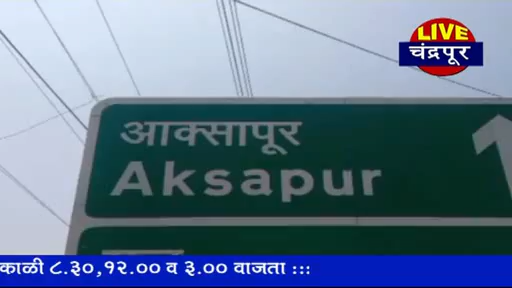 LIVE
चंद्रपूर
आक्सापूर
Aksapur
काळी ८.३०,१२.०० व ३.०० वाजता :::